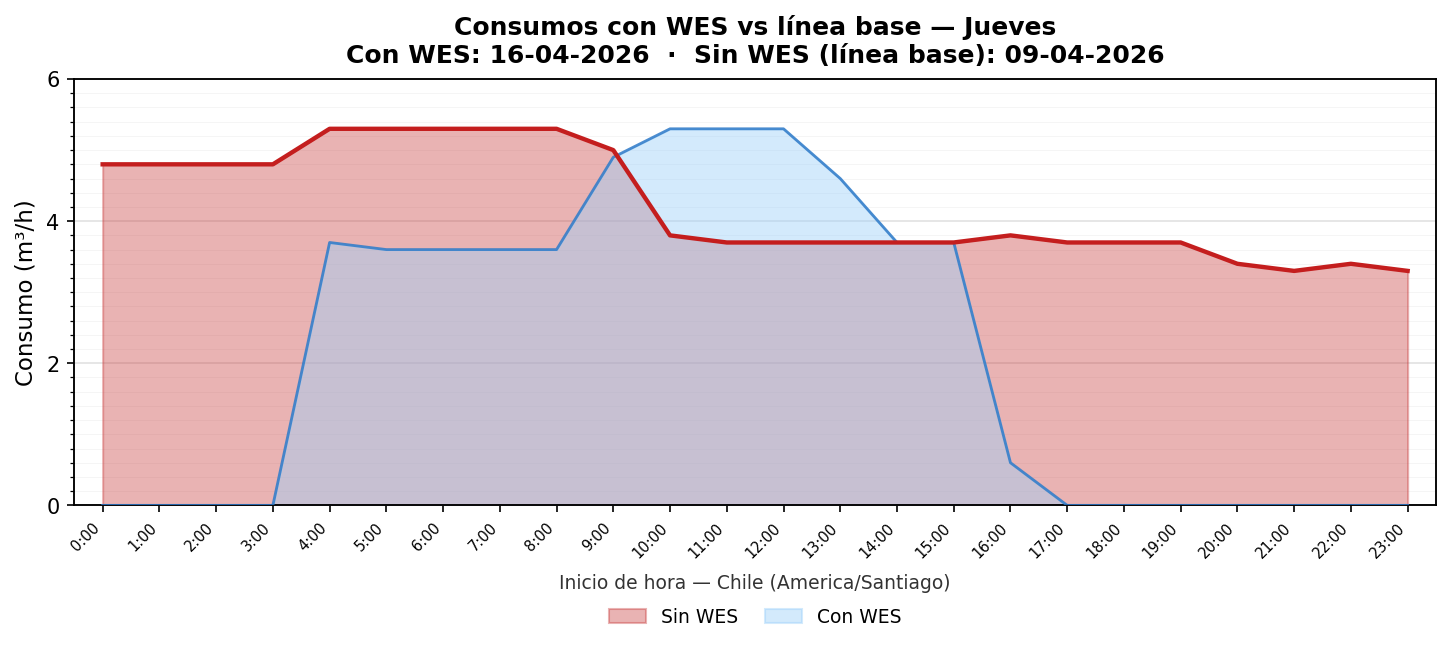 Consumos con WES vs línea base — Jueves
Con WES: 16-04-2026 · Sin WES (línea base): 09-04-2026
Consumo (m³/h)
6
4
2
0
0:00 1:00 2:00 3:00 4:00 5:00 6:00 7:00 8:00 9:00 10:00 11:00 12:00 13:00 14:00 15:00 16:00 17:00 18:00 19:00 20:00 21:00 22:00 23:00
Inicio de hora — Chile (America/Santiago)
Sin WES Con WES